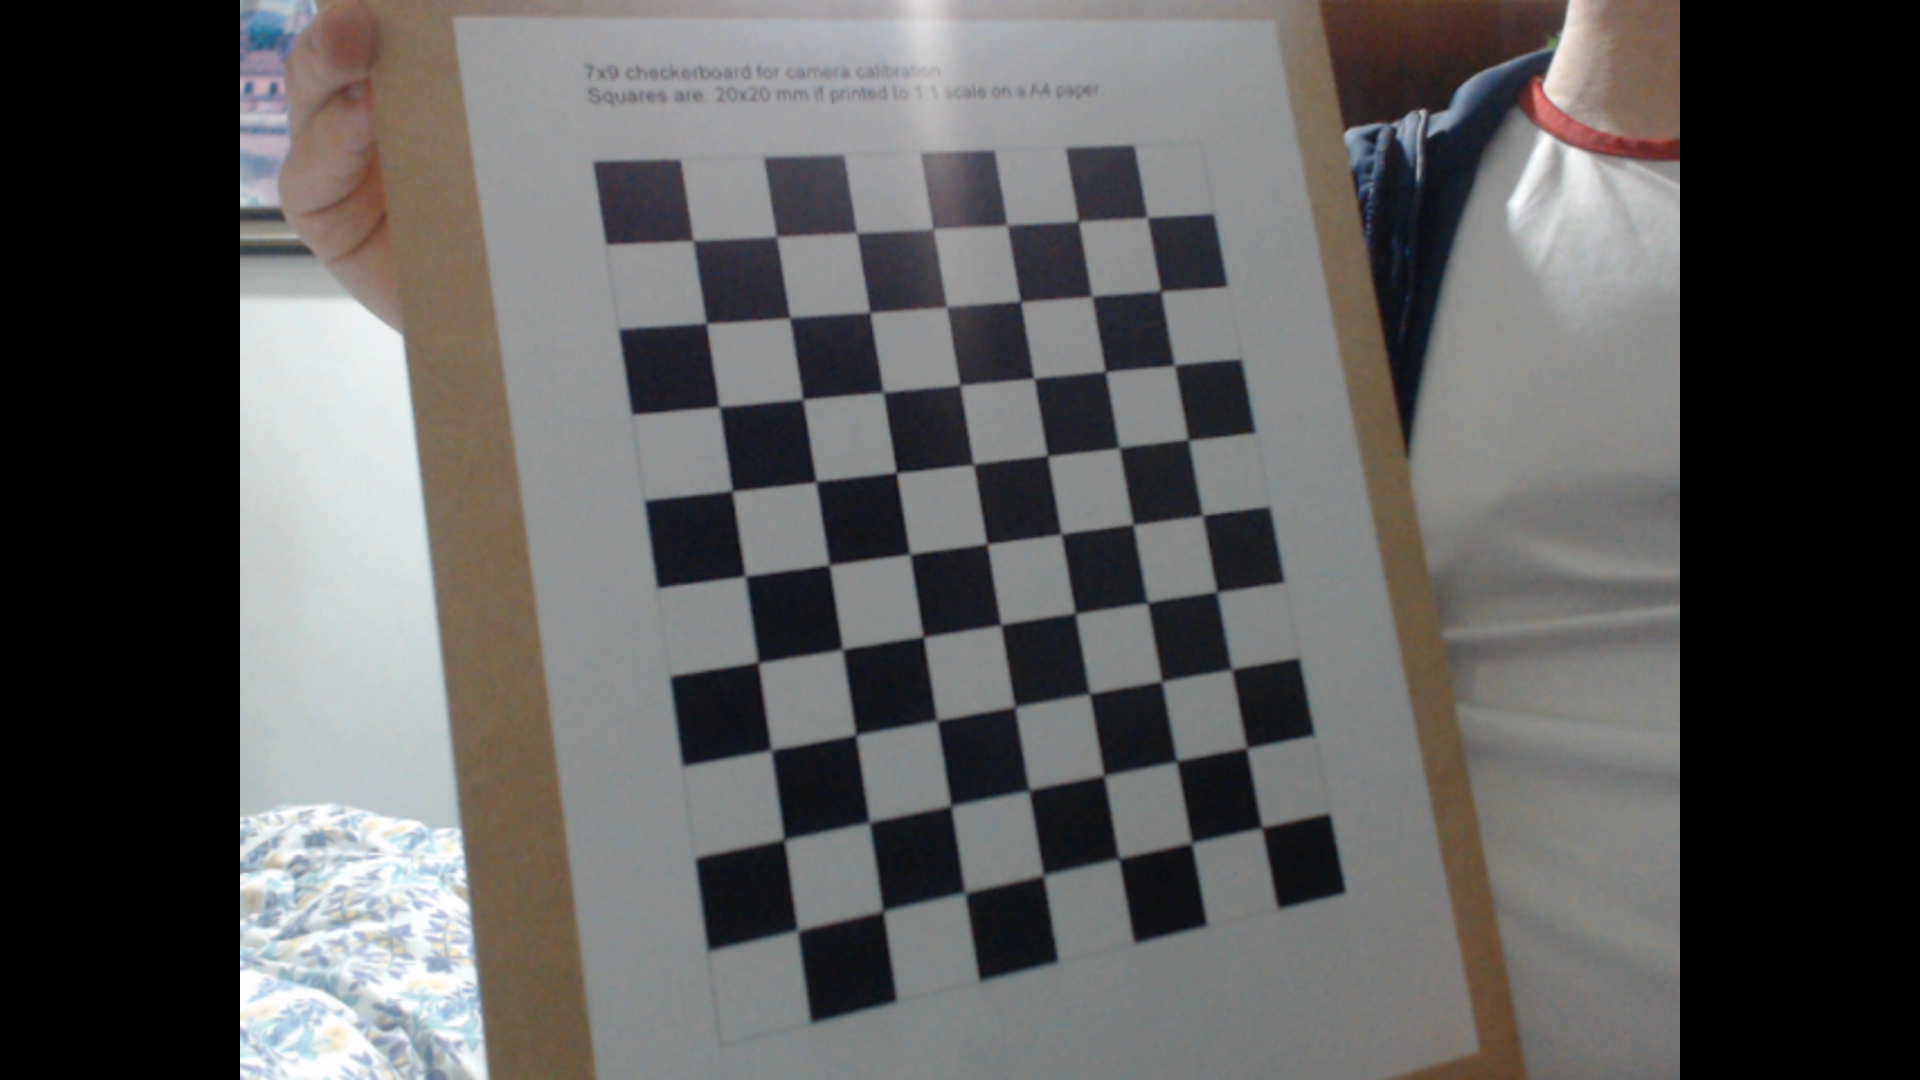 7x9 checkerboard for camera calibration.
Squares are: 20x20 mm if printed to 1:1 scale on a A4 paper.